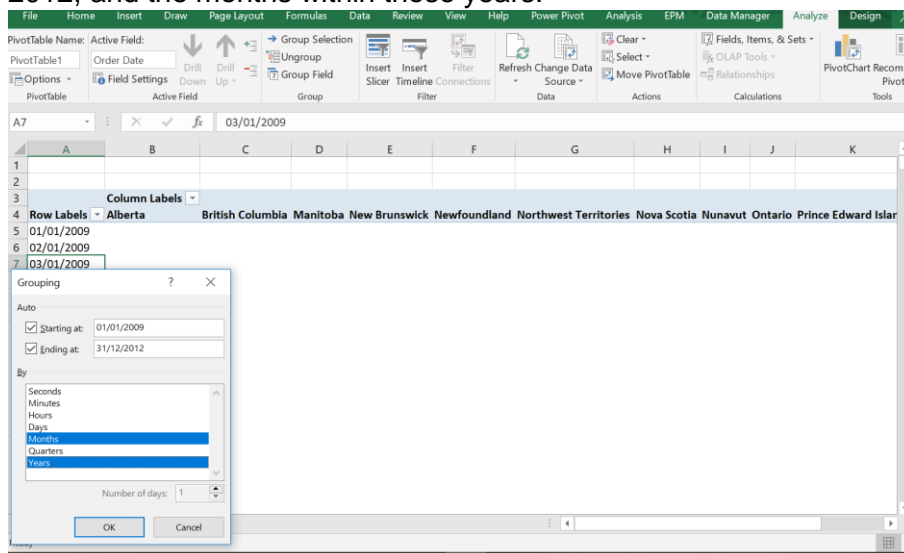 2012, and the months within those years.
File Home Insert Draw Page Layout Formulas Data Review View Help Power Pivot Analysis EPM Data Manager Analyze Design
PivotTable Name: Active Field: Group Selection Clear Fields, Items, & Sets
PivotTable1 Order Date Drill Drill Ungroup Insert Insert Filter Refresh Change Data Select OLAP Tools PivotChart Recom
Options Field Settings Down Up Group Field Slicer Timeline Connections Source Move PivotTable Relationships Pivot
PivotTable Active Field Group Filter Data Actions Calculations Tools
A7 fx 03/01/2009
A B C D E F G H I J K
1
2
3 Column Labels
4 Row Labels Alberta British Columbia Manitoba New Brunswick Newfoundland Northwest Territories Nova Scotia Nunavut Ontario Prince Edward Islar
5 01/01/2009
6 02/01/2009
7 03/01/2009
Grouping ?
Auto
Starting at: 01/01/2009
Ending at: 31/12/2012
By
Seconds
Minutes
Hours
Days
Months
Quarters
Years
Number of days: 1
OK Cancel